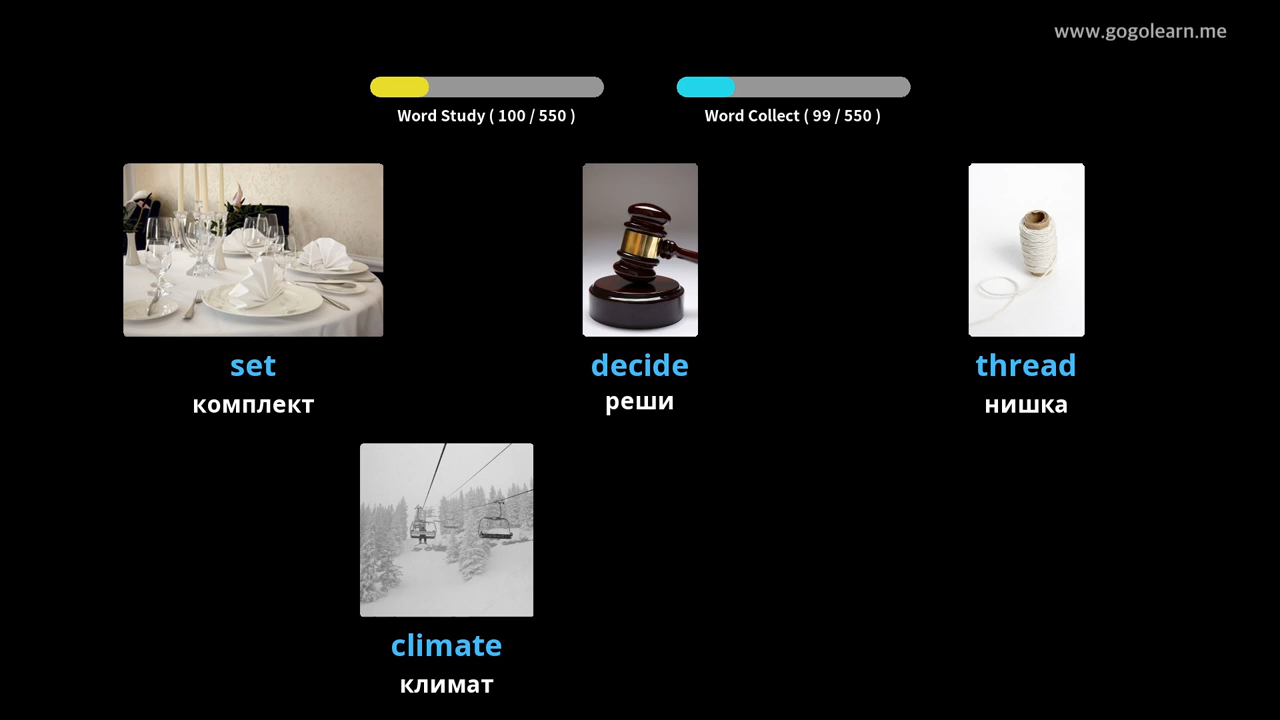 www.gogolearn.me
Word Study ( 100 / 550 )
Word Collect ( 99 / 550 )
set
decide
thread
комплект
реши
нишка
climate
климат